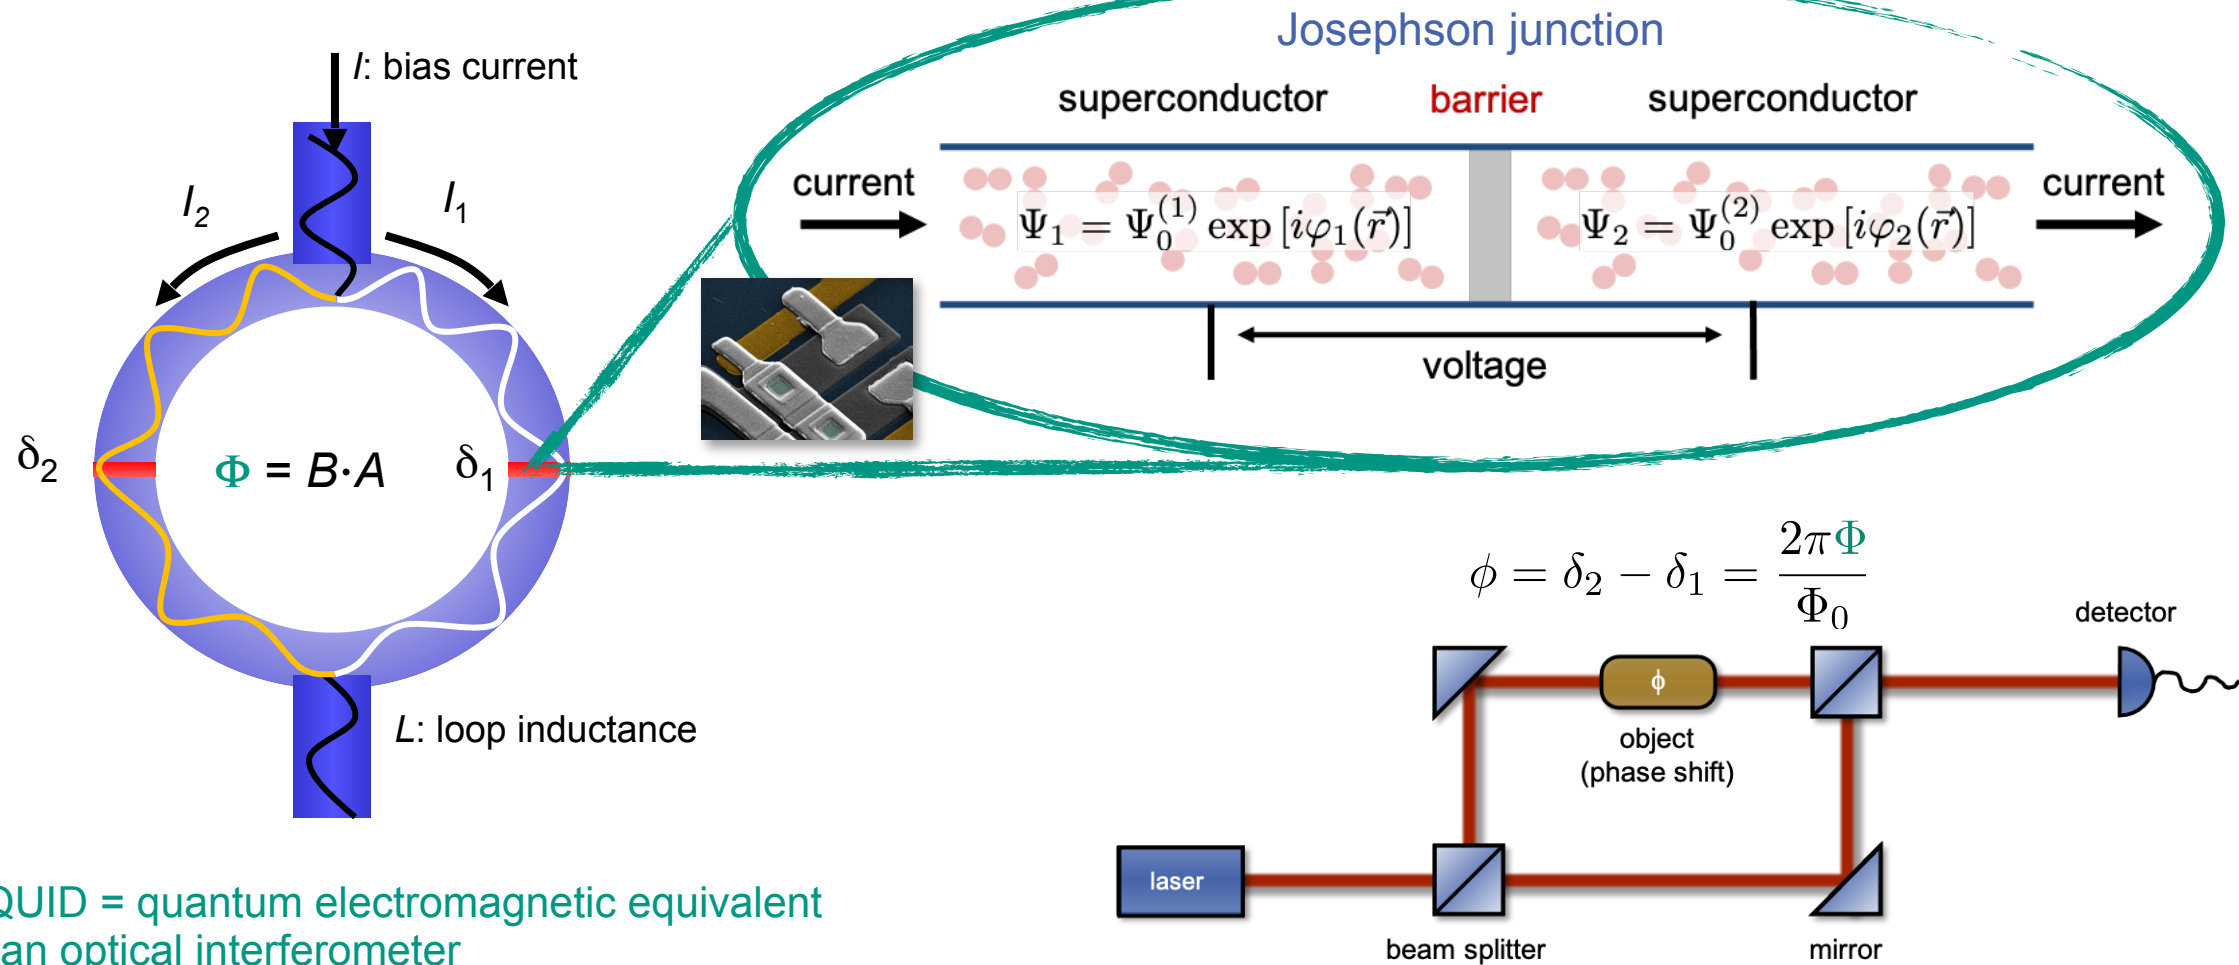 Josephson junction
I: bias current
superconductor barrier superconductor
I₂ I₁
current
Ψ₁ = Ψ₀⁽¹⁾ exp [iφ₁(r⃗)]
Ψ₂ = Ψ₀⁽²⁾ exp [iφ₂(r⃗)]
current
voltage
δ₂ Φ = B·A δ₁
ϕ = δ₂ − δ₁ = 2πΦ / Φ₀
detector
ϕ
object
(phase shift)
L: loop inductance
laser
beam splitter mirror
QUID = quantum electromagnetic equivalent
an optical interferometer